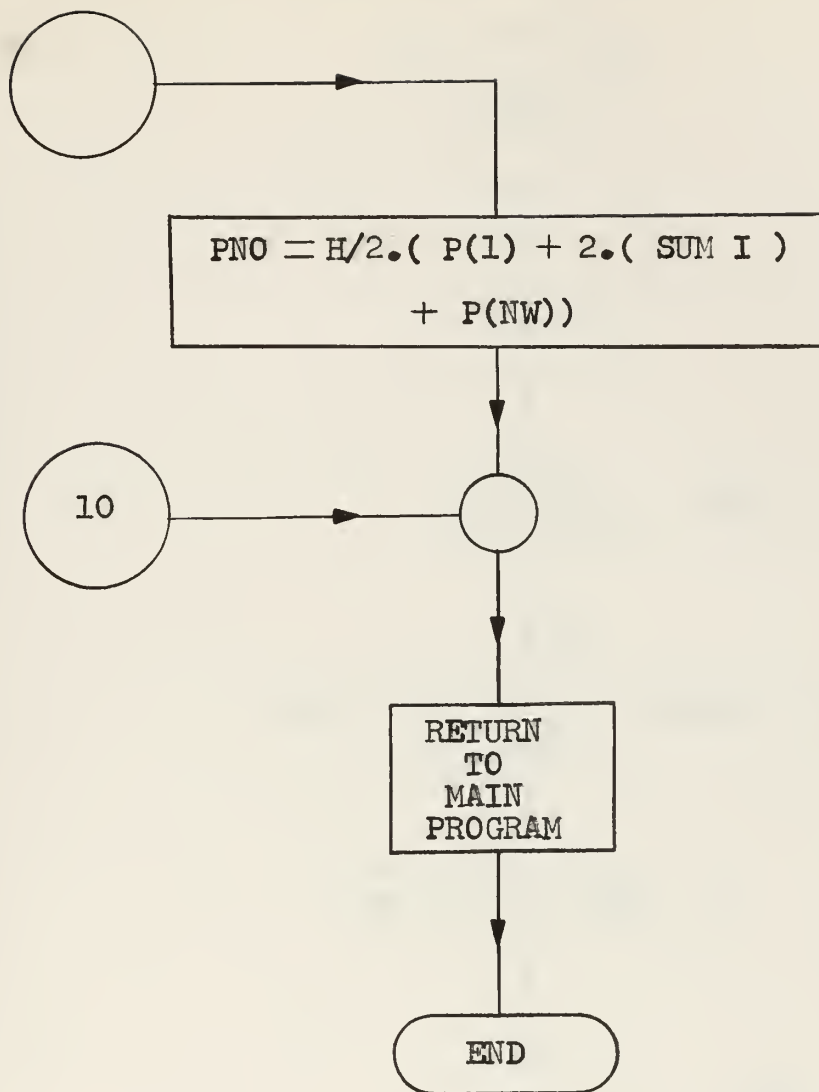 PNO = H/2.( P(1) + 2.( SUM I )
+ P(NW))
10
RETURN
TO
MAIN
PROGRAM
END